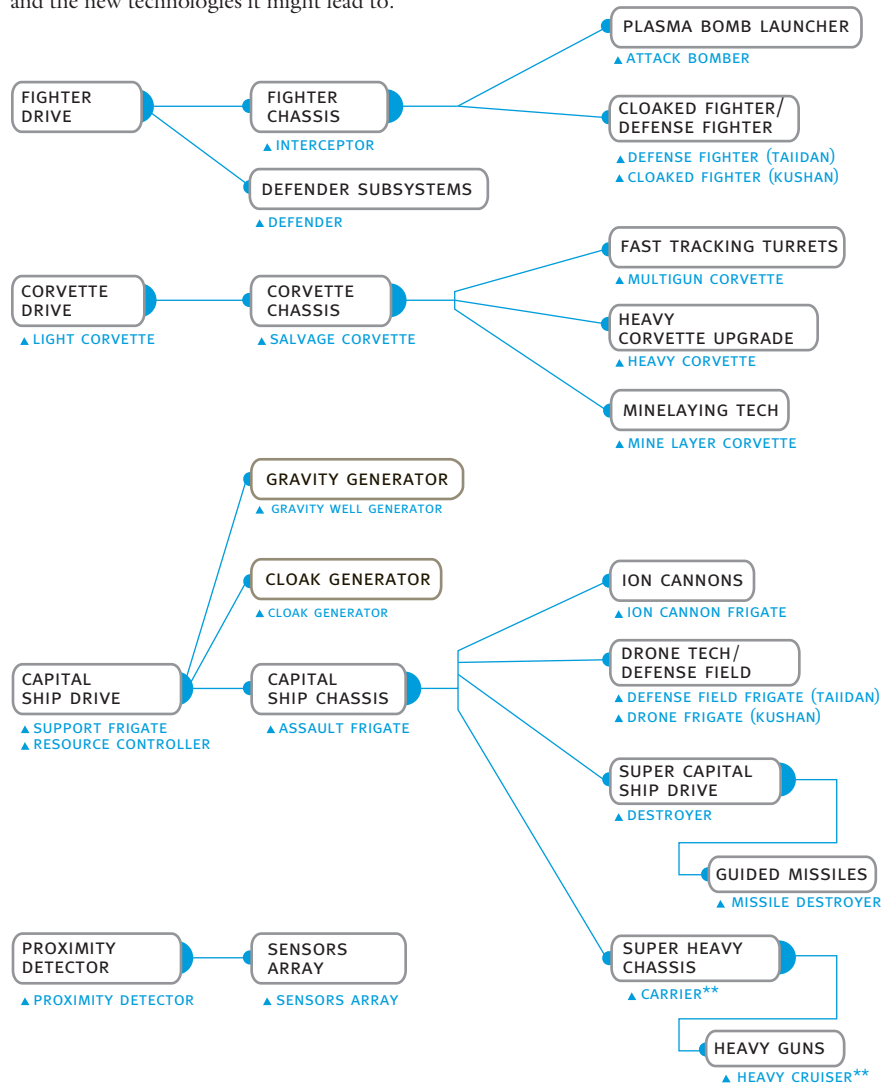 and the new technologies it might lead to.
PLASMA BOMB LAUNCHER
▲ ATTACK BOMBER
FIGHTER
DRIVE
FIGHTER
CHASSIS
▲ INTERCEPTOR
CLOAKED FIGHTER/
DEFENSE FIGHTER
▲ DEFENSE FIGHTER (TAIIDAN)
▲ CLOAKED FIGHTER (KUSHAN)
DEFENDER SUBSYSTEMS
▲ DEFENDER
FAST TRACKING TURRETS
▲ MULTIGUN CORVETTE
CORVETTE
DRIVE
▲ LIGHT CORVETTE
CORVETTE
CHASSIS
▲ SALVAGE CORVETTE
HEAVY
CORVETTE UPGRADE
▲ HEAVY CORVETTE
MINELAYING TECH
▲ MINE LAYER CORVETTE
GRAVITY GENERATOR
▲ GRAVITY WELL GENERATOR
CLOAK GENERATOR
▲ CLOAK GENERATOR
ION CANNONS
▲ ION CANNON FRIGATE
CAPITAL
SHIP DRIVE
▲ SUPPORT FRIGATE
▲ RESOURCE CONTROLLER
CAPITAL
SHIP CHASSIS
▲ ASSAULT FRIGATE
DRONE TECH/
DEFENSE FIELD
▲ DEFENSE FIELD FRIGATE (TAIIDAN)
▲ DRONE FRIGATE (KUSHAN)
SUPER CAPITAL
SHIP DRIVE
▲ DESTROYER
GUIDED MISSILES
▲ MISSILE DESTROYER
PROXIMITY
DETECTOR
▲ PROXIMITY DETECTOR
SENSORS
ARRAY
▲ SENSORS ARRAY
SUPER HEAVY
CHASSIS
▲ CARRIER**
HEAVY GUNS
▲ HEAVY CRUISER**